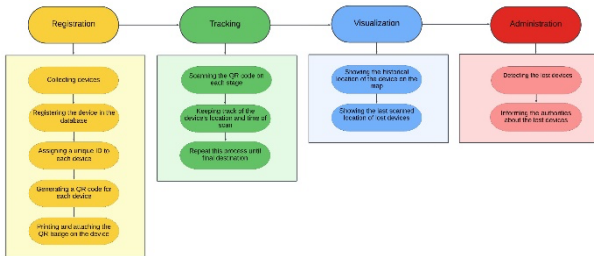 Registration
Tracking
Visualization
Administration
Collecting devices
Registering the device in the
database
Assigning a unique ID to
each device
Generating a QR code for
each device
Printing and attaching the
QR badge on the device
Scanning the QR code on
each stage
Keeping track of the
device's location and time of
scan
Repeat this process until
final destination
Showing the historical
location of the device on the
map
Showing the last scanned
location of lost devices
Detecting the lost devices
Informing the authorities
about the lost devices